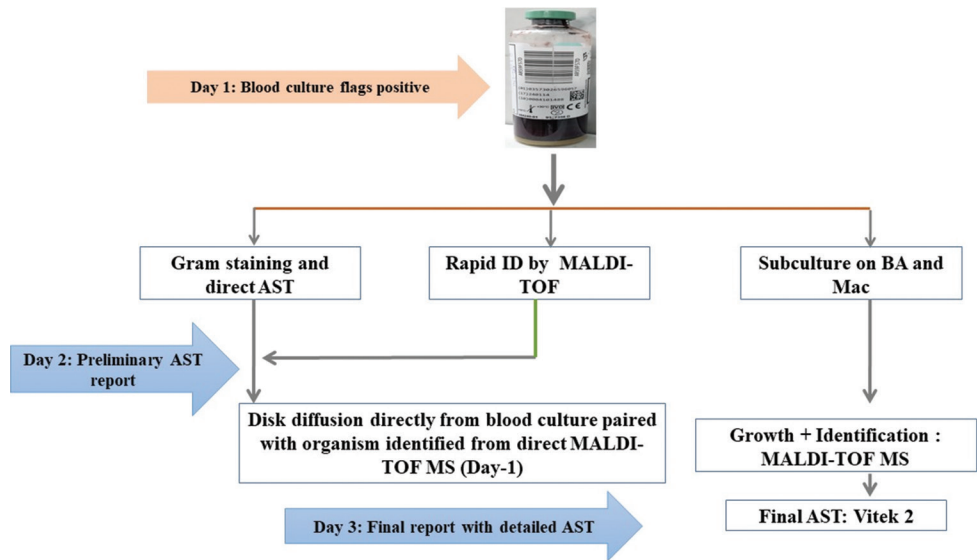 Day 1: Blood culture flags positive
Gram staining and
direct AST
Rapid ID by MALDI-
TOF
Subculture on BA and
Mac
Day 2: Preliminary AST
report
Disk diffusion directly from blood culture paired
with organism identified from direct MALDI-
TOF MS (Day-1)
Growth + Identification :
MALDI-TOF MS
Final AST: Vitek 2
Day 3: Final report with detailed AST